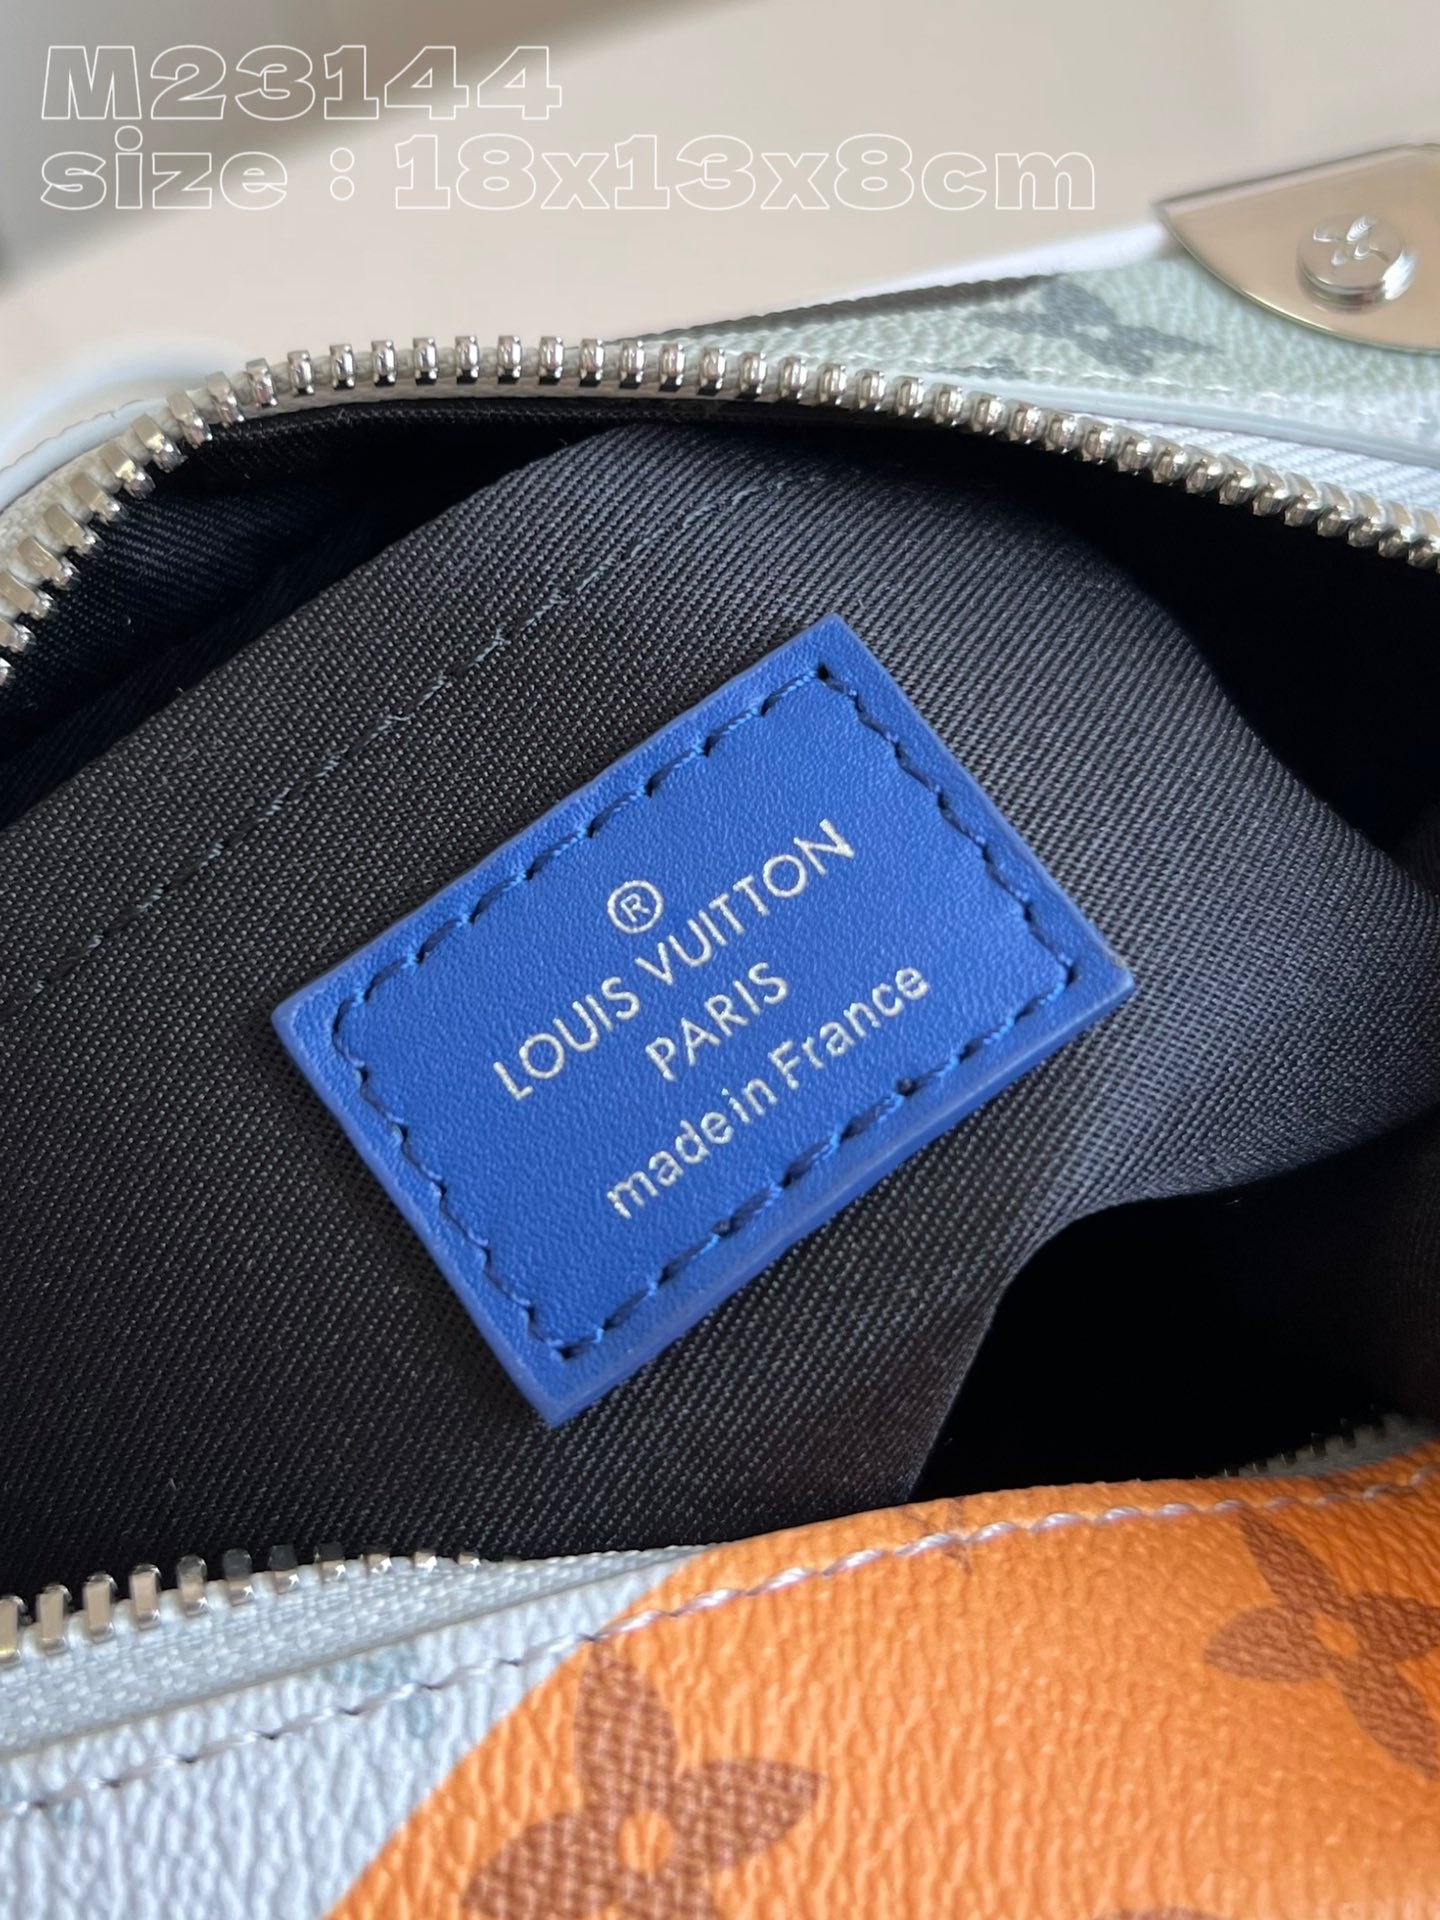 M23144
size : 18x13x8cm
®
LOUIS VUITTON
PARIS
made in France